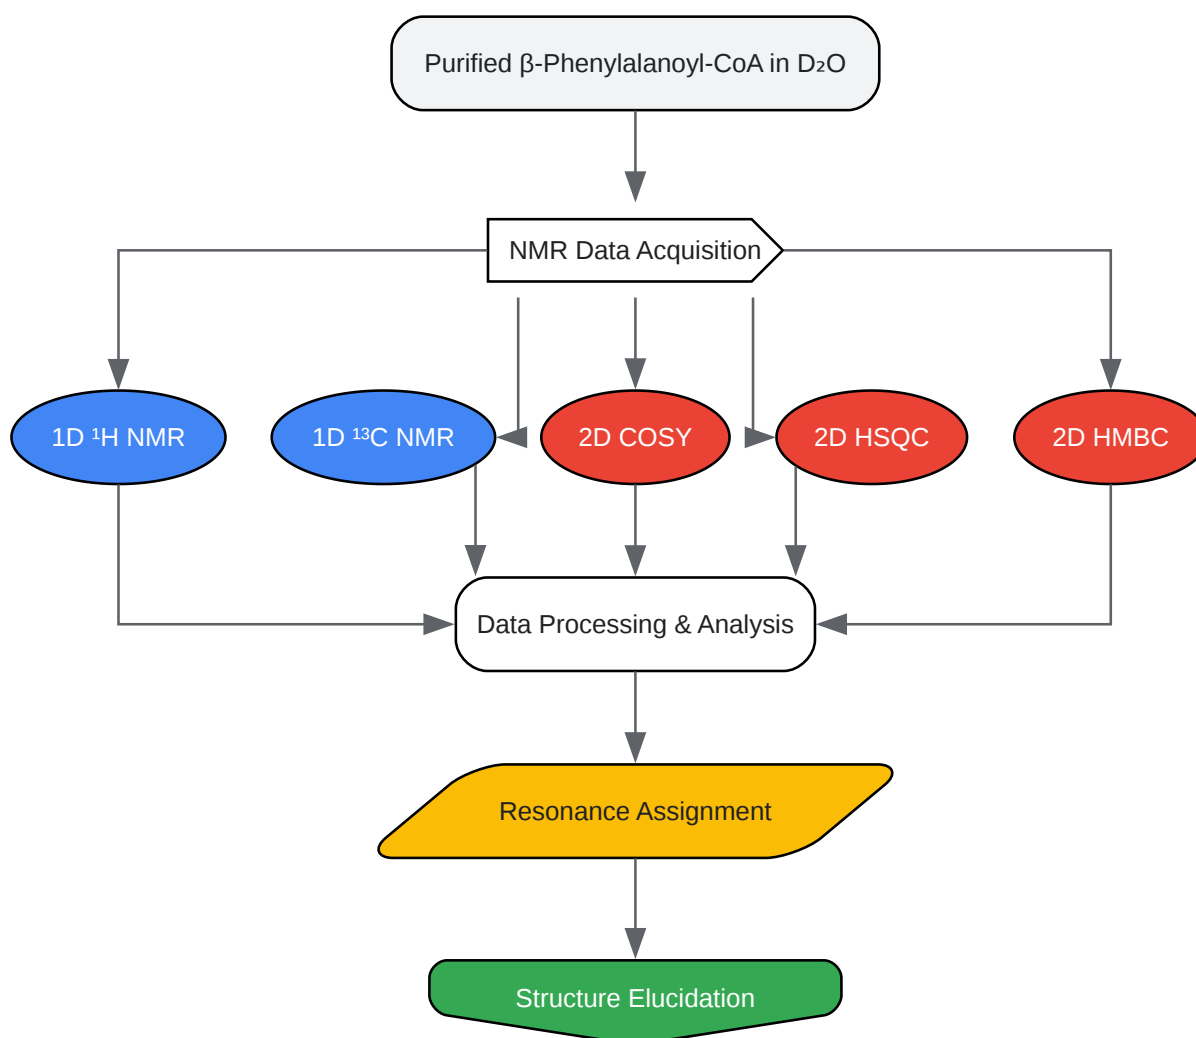 Purified β-Phenylalanoyl-CoA in D₂O
NMR Data Acquisition
1D ¹H NMR
1D ¹³C NMR
2D COSY
2D HSQC
2D HMBC
Data Processing & Analysis
Resonance Assignment
Structure Elucidation